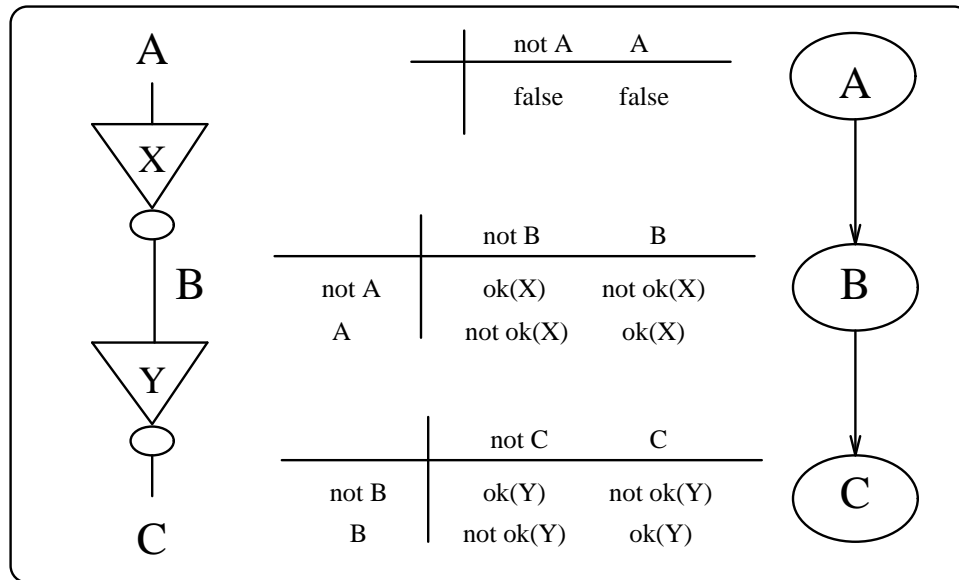 A
X
B
Y
C
not A A
false false
not B B
not A ok(X) not ok(X)
A not ok(X) ok(X)
not C C
not B ok(Y) not ok(Y)
B not ok(Y) ok(Y)
A
B
C